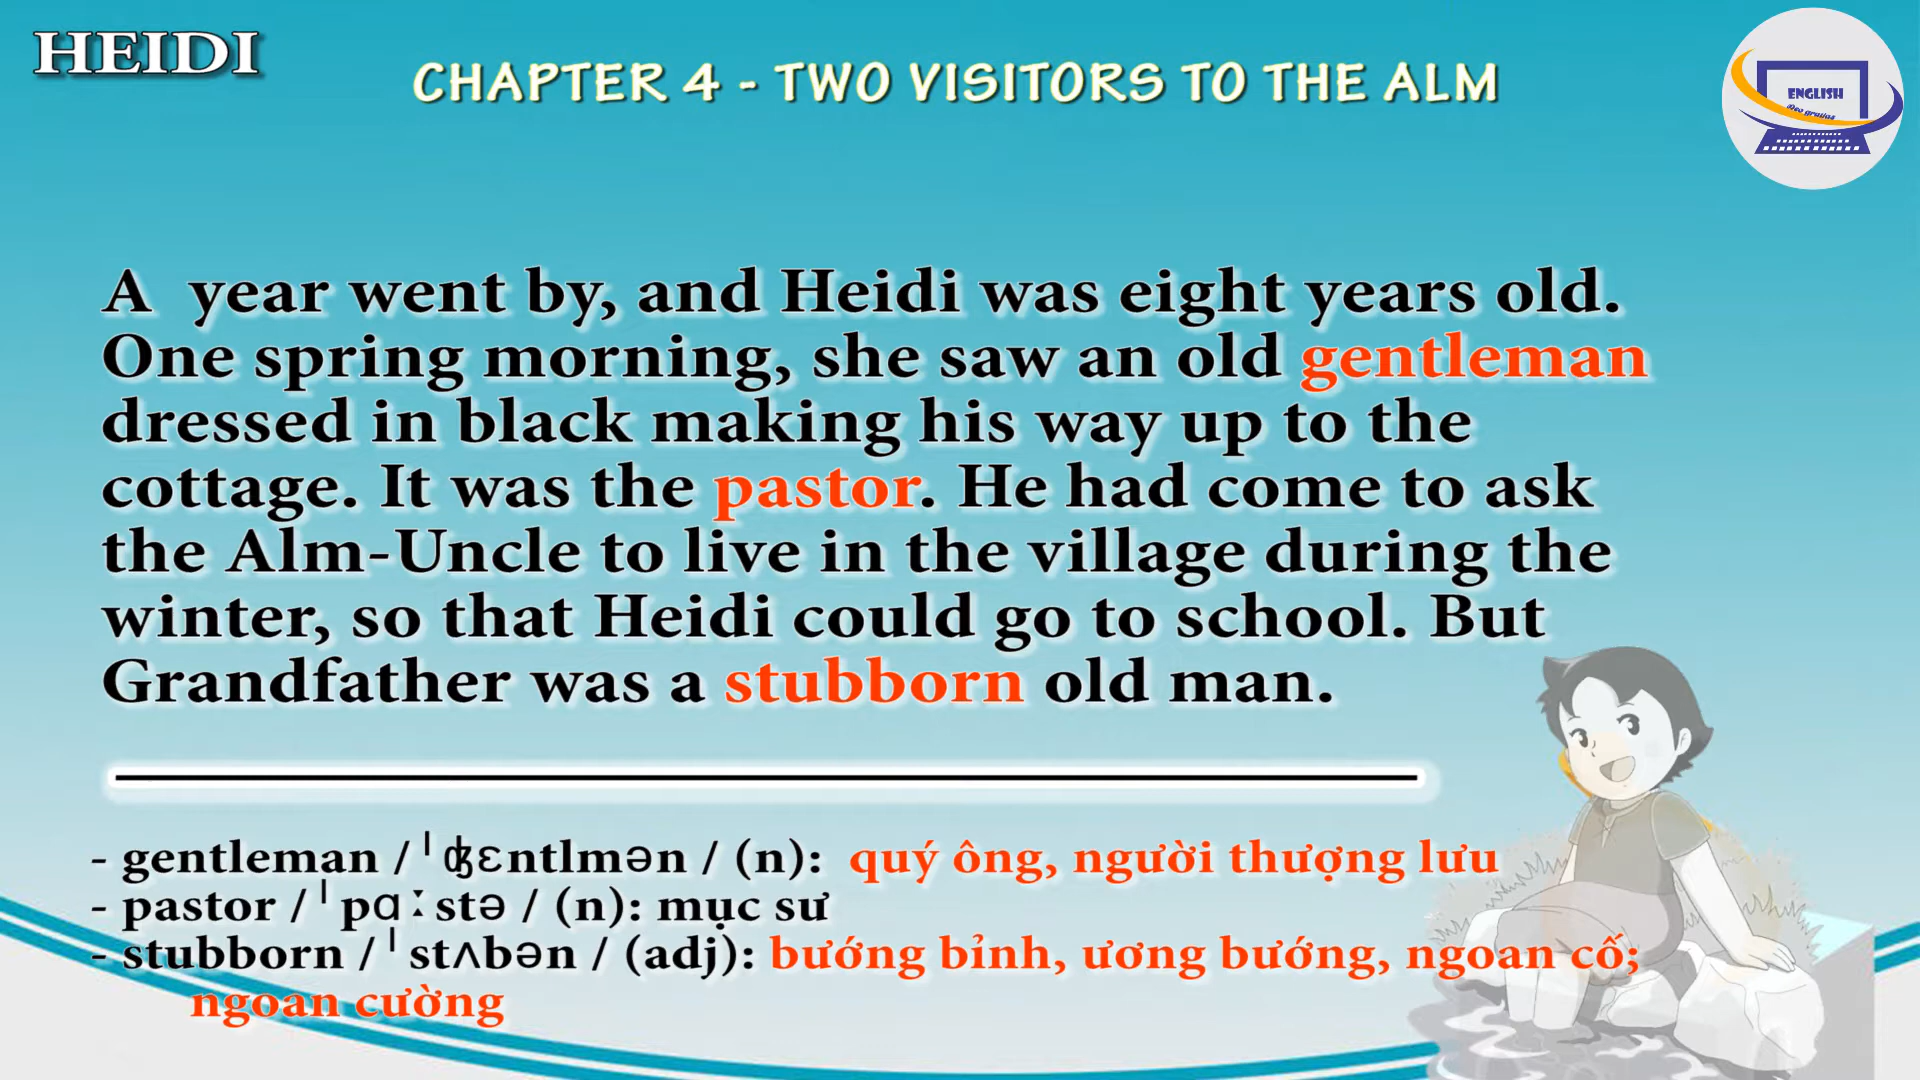 HEIDI
CHAPTER 4 - TWO VISITORS TO THE ALM
ENGLISH
Deo gratias
A year went by, and Heidi was eight years old.
One spring morning, she saw an old gentleman
dressed in black making his way up to the
cottage. It was the pastor. He had come to ask
the Alm-Uncle to live in the village during the
winter, so that Heidi could go to school. But
Grandfather was a stubborn old man.
- gentleman /ˈʤɛntlmən / (n): quý ông, người thượng lưu
- pastor /ˈpɑːstə / (n): mục sư
- stubborn /ˈstʌbən / (adj): bướng bỉnh, ương bướng, ngoan cố;
ngoan cường